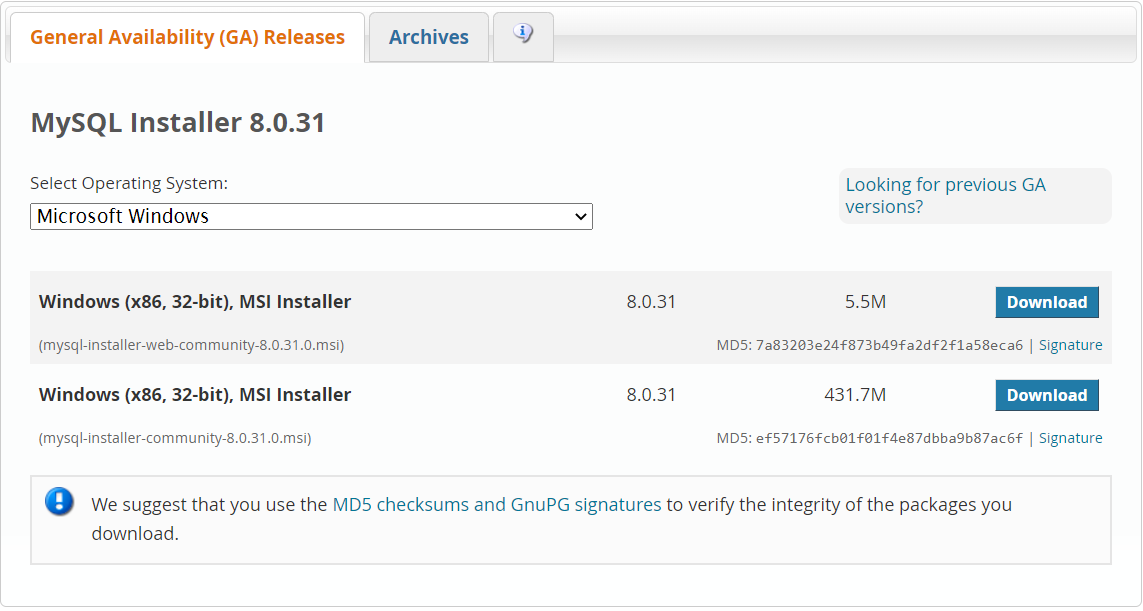 General Availability (GA) Releases
Archives
MySQL Installer 8.0.31
Select Operating System:
Looking for previous GA
versions?
Microsoft Windows
Windows (x86, 32-bit), MSI Installer 8.0.31 5.5M Download
(mysql-installer-web-community-8.0.31.0.msi) MD5: 7a83203e24f873b49fa2df2f1a58eca6 | Signature
Windows (x86, 32-bit), MSI Installer 8.0.31 431.7M Download
(mysql-installer-community-8.0.31.0.msi) MD5: ef57176fcb01f01f4e87dbba9b87ac6f | Signature
We suggest that you use the MD5 checksums and GnuPG signatures to verify the integrity of the packages you
download.